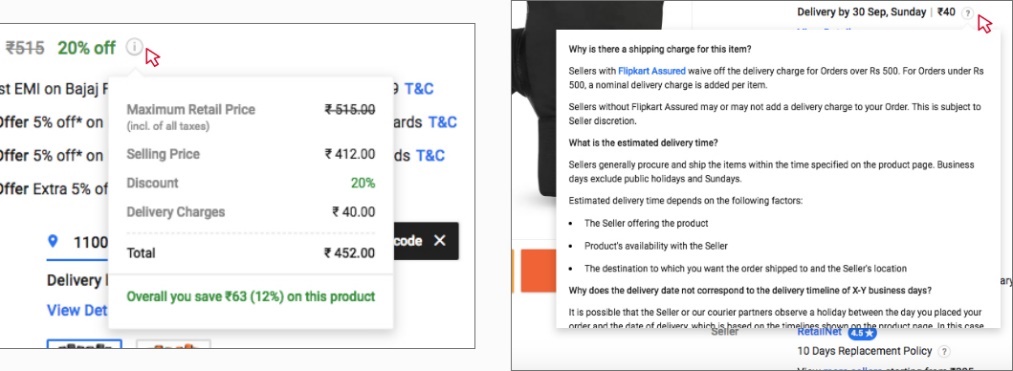 ₹515 20% off
st EMI on Bajaj F
9 T&C
ffer 5% off* on
ards T&C
ffer 5% off* on
ds T&C
ffer Extra 5% of
Maximum Retail Price ₹ 515.00
(incl. of all taxes)
Selling Price ₹ 412.00
Discount 20%
Delivery Charges ₹ 40.00
Total ₹ 452.00
Overall you save ₹63 (12%) on this product
1100
code X
Delivery
View Det
Delivery by 30 Sep, Sunday | ₹40 ?
Why is there a shipping charge for this item?
Sellers with Flipkart Assured waive off the delivery charge for Orders over Rs
500. For Orders under Rs
500, a nominal delivery charge is added per item.
Sellers without Flipkart Assured may or may not add a delivery charge to your Order. This is subject to
Seller discretion.
What is the estimated delivery time?
Sellers generally procure and ship the items within the time specified on the product page. Business
days exclude public holidays and Sundays.
Estimated delivery time depends on the following factors:
• The Seller offering the product
• Product's availability with the Seller
• The destination to which you want the order shipped to and the Seller's location
Why does the delivery date not correspond to the delivery timeline of X-Y business days?
It is possible that the Seller or our courier partners observe a holiday between the day you placed your
order and the date of delivery, which is based on the timelines shown on the product page. In this case,
Seller RetailNet 4.5★
10 Days Replacement Policy ?